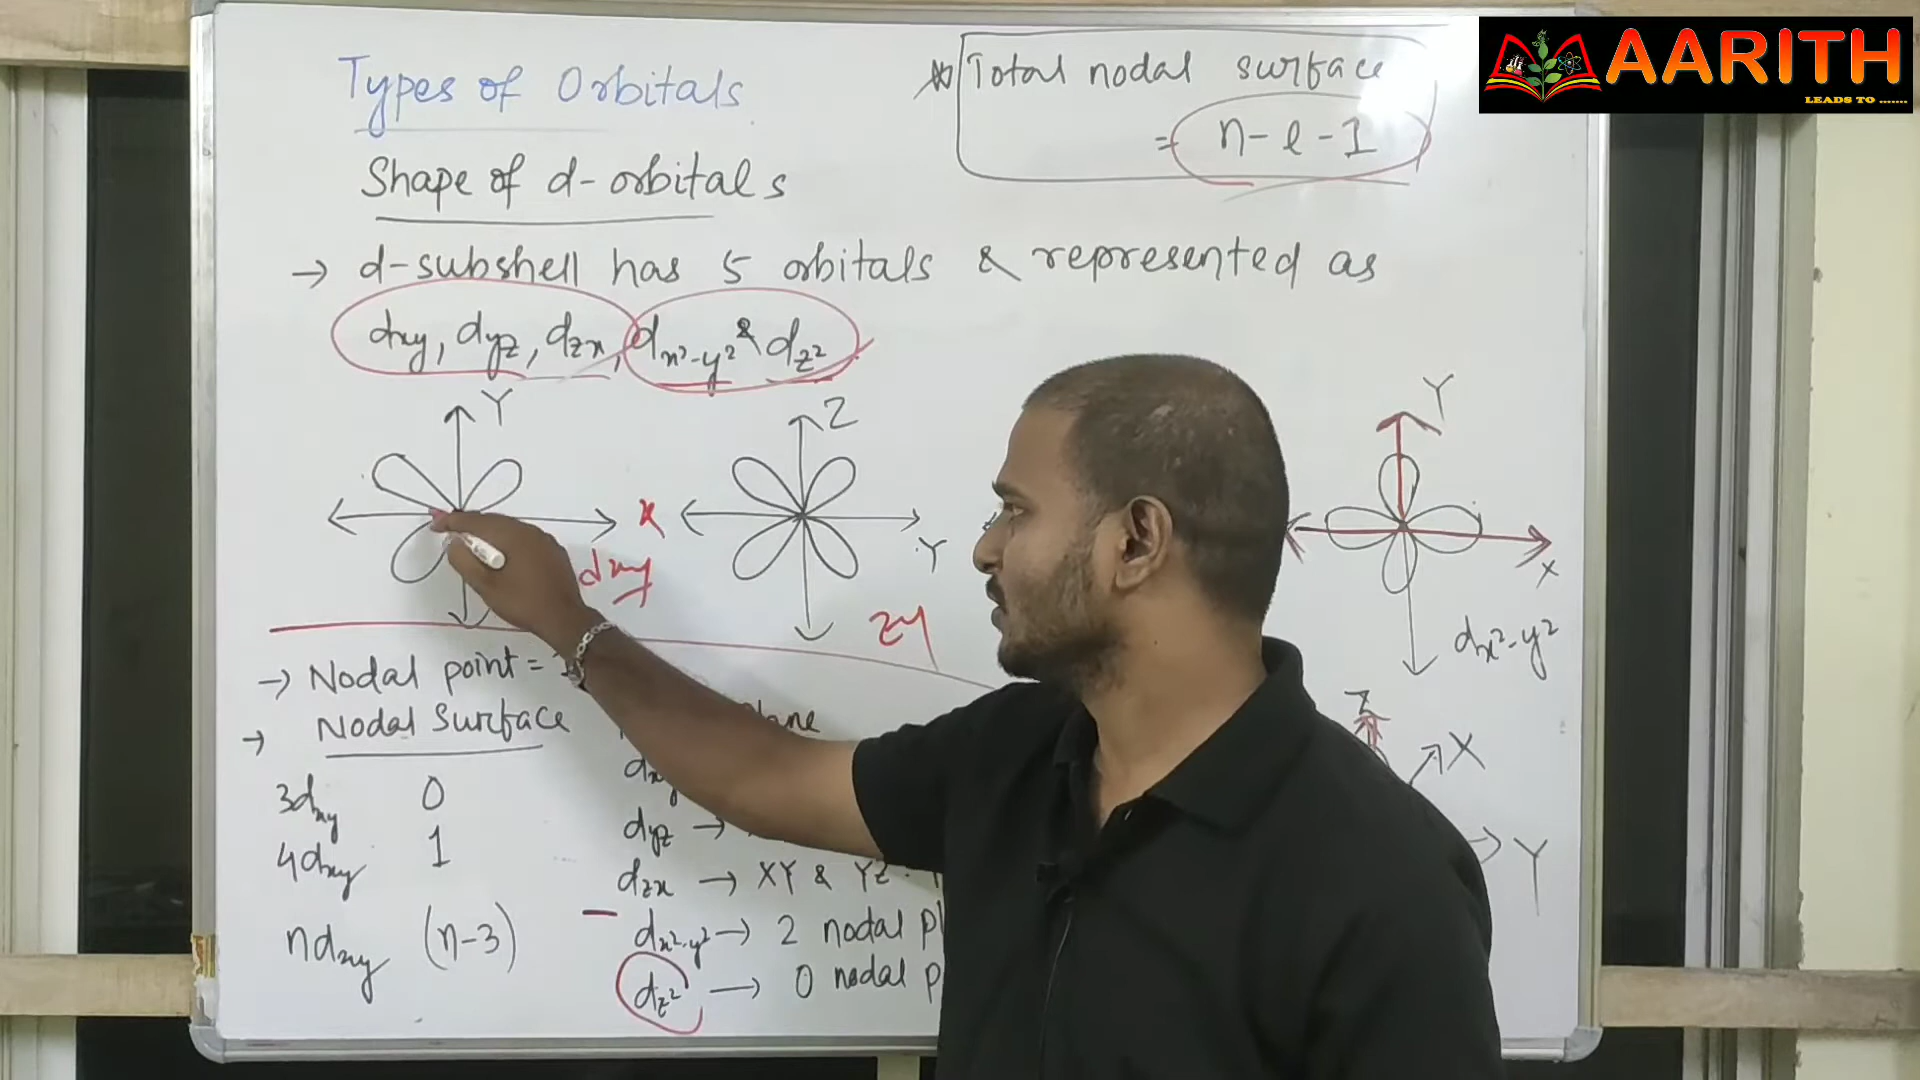 AARITH
LEADS TO .......
Types of Orbitals
Shape of d-orbitals
Total nodal surface
= n-l-1
→ d-subshell has 5 orbitals & represented as
dxy, dyz, dzx, dx²-y² & dz²
Y
X
dxy
Z
Y
ZY
Y
X
dx²-y²
Z
X
Y
→ Nodal point =
→ Nodal Surface
3dxy 0
4dxy 1
ndxy (n-3)
dyz →
dzx → XY & YZ
dx²-y² → 2 nodal
dz² → 0 nodal